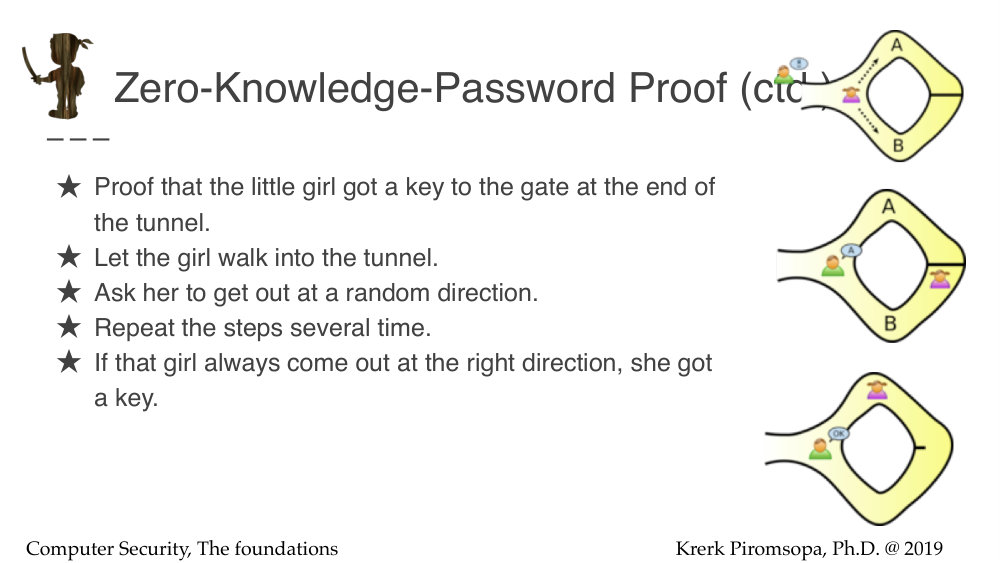 Zero-Knowledge-Password Proof (ctd.)
★ Proof that the little girl got a key to the gate at the end of
the tunnel.
★ Let the girl walk into the tunnel.
★ Ask her to get out at a random direction.
★ Repeat the steps several time.
★ If that girl always come out at the right direction, she got
a key.
A
B
A
A
B
OK
Computer Security, The foundations
Krerk Piromsopa, Ph.D. @ 2019